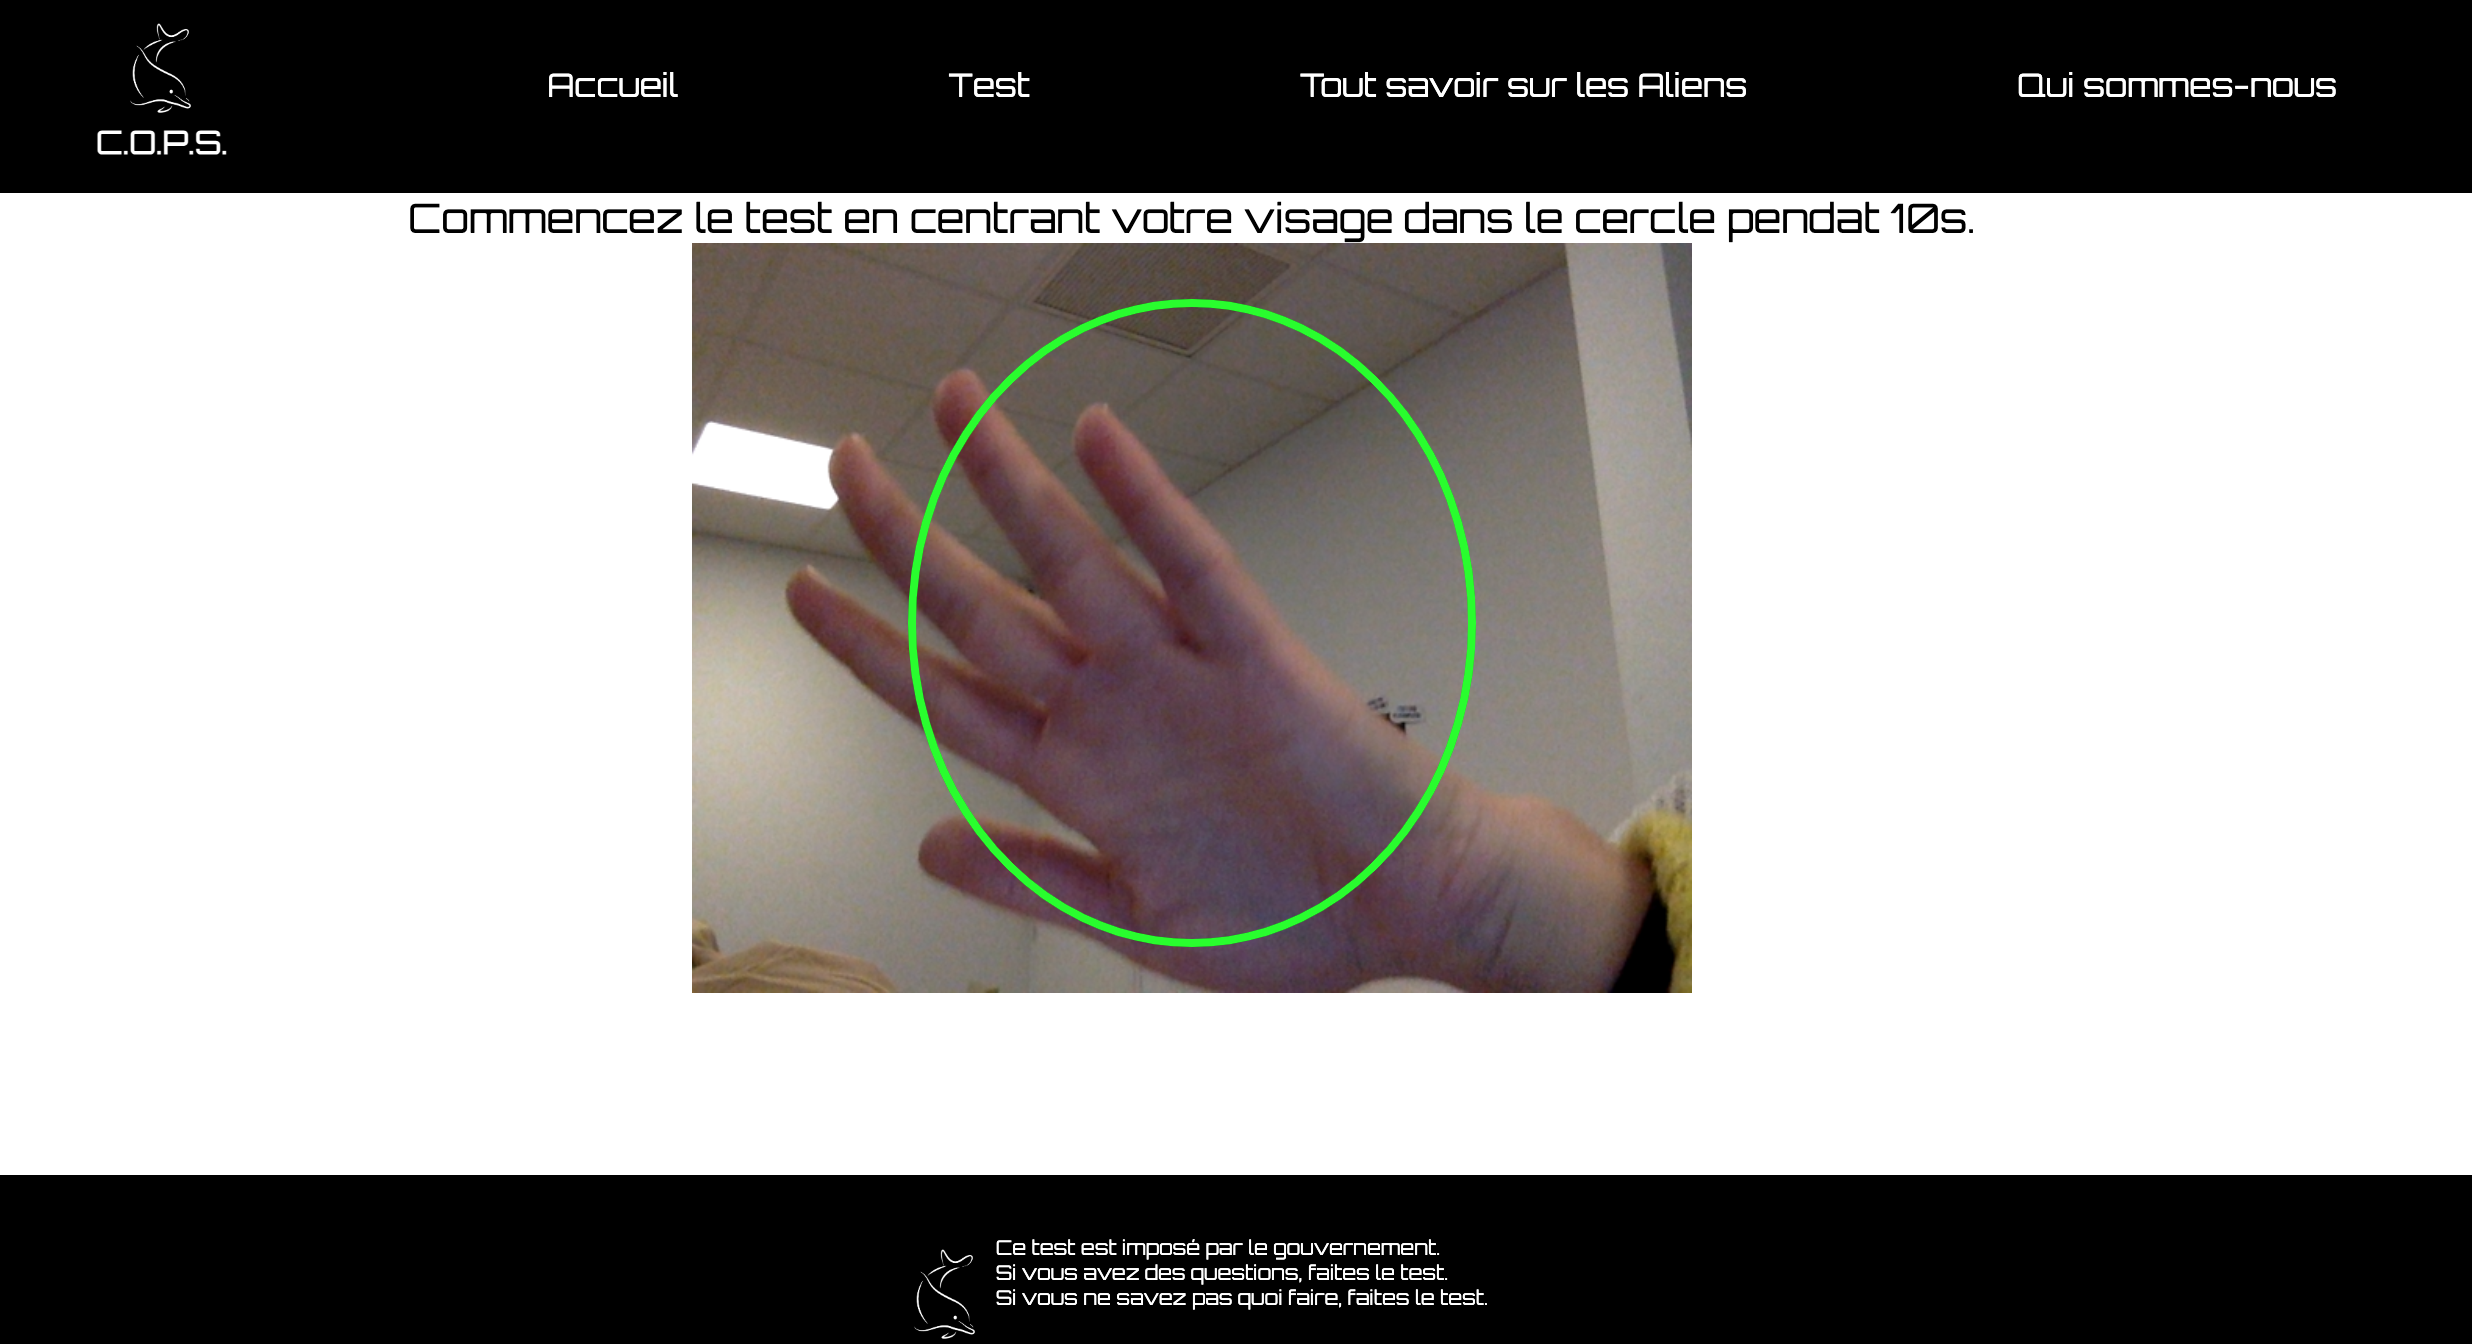 C.O.P.S.
Accueil
Test
Tout savoir sur les Aliens
Qui sommes-nous
Commencez le test en centrant votre visage dans le cercle pendat 10s.
Ce test est imposé par le gouvernement.
Si vous avez des questions, faites le test.
Si vous ne savez pas quoi faire, faites le test.